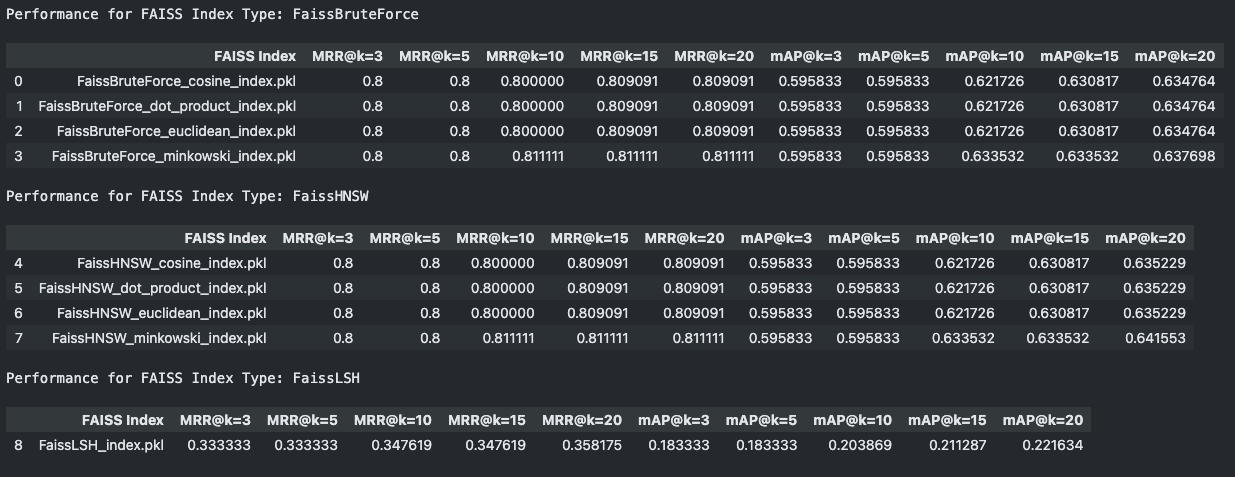 Performance for FAISS Index Type: FaissBruteForce
FAISS Index MRR@k=3 MRR@k=5 MRR@k=10 MRR@k=15 MRR@k=20 mAP@k=3 mAP@k=5 mAP@k=10 mAP@k=15 mAP@k=20
0 FaissBruteForce_cosine_index.pkl 0.8 0.8 0.800000 0.809091 0.809091 0.595833 0.595833 0.621726 0.630817 0.634764
1 FaissBruteForce_dot_product_index.pkl 0.8 0.8 0.800000 0.809091 0.809091 0.595833 0.595833 0.621726 0.630817 0.634764
2 FaissBruteForce_euclidean_index.pkl 0.8 0.8 0.800000 0.809091 0.809091 0.595833 0.595833 0.621726 0.630817 0.634764
3 FaissBruteForce_minkowski_index.pkl 0.8 0.8 0.811111 0.811111 0.811111 0.595833 0.595833 0.633532 0.633532 0.637698
Performance for FAISS Index Type: FaissHNSW
FAISS Index MRR@k=3 MRR@k=5 MRR@k=10 MRR@k=15 MRR@k=20 mAP@k=3 mAP@k=5 mAP@k=10 mAP@k=15 mAP@k=20
4 FaissHNSW_cosine_index.pkl 0.8 0.8 0.800000 0.809091 0.809091 0.595833 0.595833 0.621726 0.630817 0.635229
5 FaissHNSW_dot_product_index.pkl 0.8 0.8 0.800000 0.809091 0.809091 0.595833 0.595833 0.621726 0.630817 0.635229
6 FaissHNSW_euclidean_index.pkl 0.8 0.8 0.800000 0.809091 0.809091 0.595833 0.595833 0.621726 0.630817 0.635229
7 FaissHNSW_minkowski_index.pkl 0.8 0.8 0.811111 0.811111 0.811111 0.595833 0.595833 0.633532 0.633532 0.641553
Performance for FAISS Index Type: FaissLSH
FAISS Index MRR@k=3 MRR@k=5 MRR@k=10 MRR@k=15 MRR@k=20 mAP@k=3 mAP@k=5 mAP@k=10 mAP@k=15 mAP@k=20
8 FaissLSH_index.pkl 0.333333 0.333333 0.347619 0.347619 0.358175 0.183333 0.183333 0.203869 0.211287 0.221634